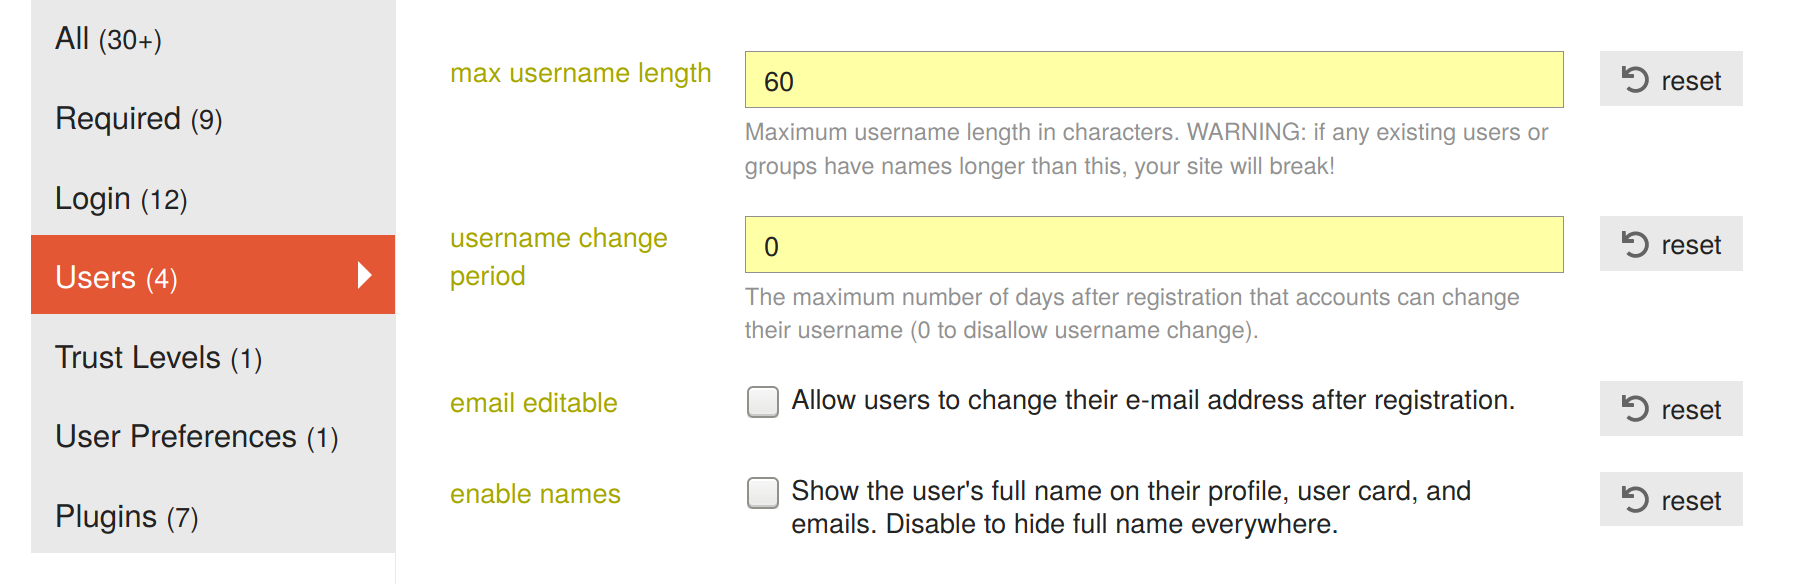 All (30+)
Required (9)
Login (12)
Users (4)
Trust Levels (1)
User Preferences (1)
Plugins (7)
max username length
60
reset
Maximum username length in characters. WARNING: if any existing users or
groups have names longer than this, your site will break!
username change
period
0
reset
The maximum number of days after registration that accounts can change
their username (0 to disallow username change).
email editable
Allow users to change their e-mail address after registration.
reset
enable names
Show the user's full name on their profile, user card, and
emails. Disable to hide full name everywhere.
reset